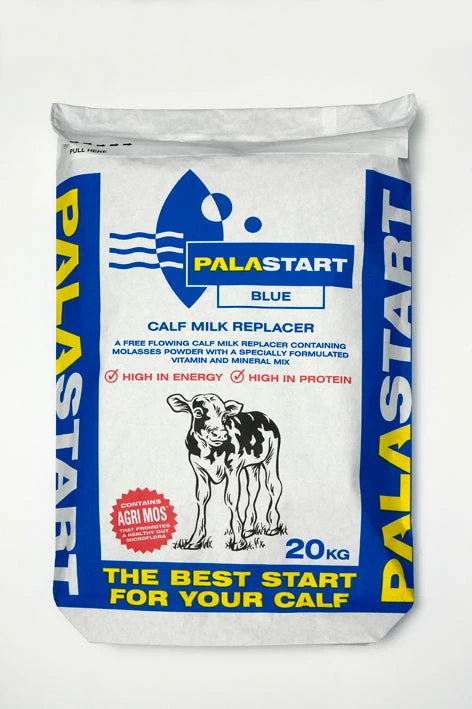 PULL HERE
PALASTART
BLUE
CALF MILK REPLACER
A FREE FLOWING CALF MILK REPLACER CONTAINING
MOLASSES POWDER WITH A SPECIALLY FORMULATED
VITAMIN AND MINERAL MIX
HIGH IN ENERGY HIGH IN PROTEIN
CONTAINS
AGRI MOS
THAT PROMOTES
A HEALTHY GUT
MICROFLORA
20KG
THE BEST START
FOR YOUR CALF
PALASTART
PALASTART